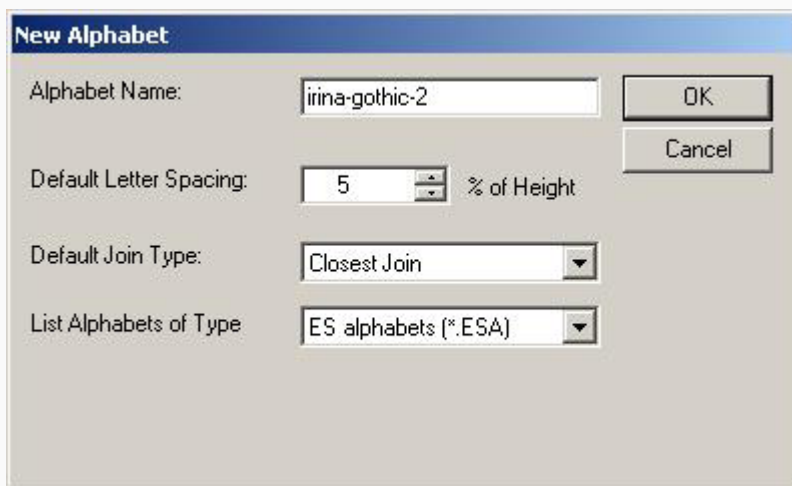 New Alphabet
Alphabet Name: irina-gothic-2 OK
Cancel
Default Letter Spacing: 5 % of Height
Default Join Type: Closest Join
List Alphabets of Type ES alphabets (*.ESA)